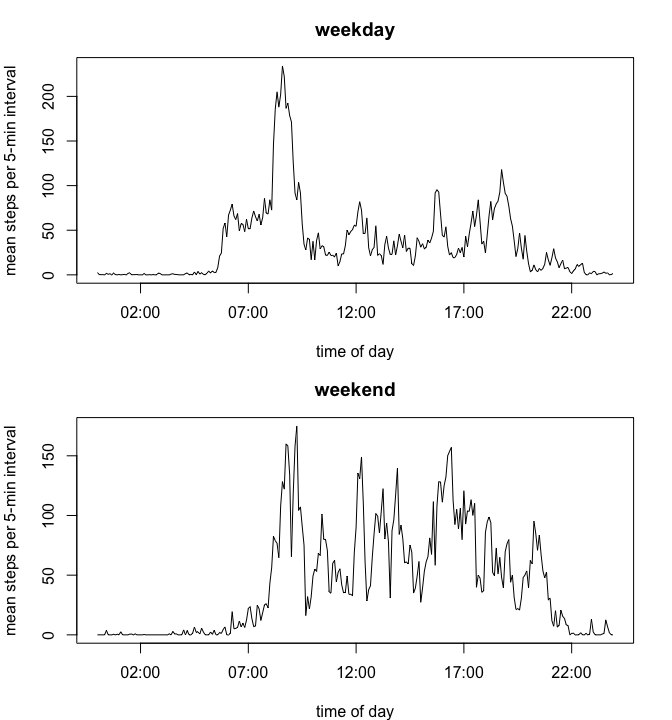 weekday
mean steps per 5-min interval
200
150
100
50
0
02:00 07:00 12:00 17:00 22:00
time of day
weekend
mean steps per 5-min interval
150
100
50
0
02:00 07:00 12:00 17:00 22:00
time of day